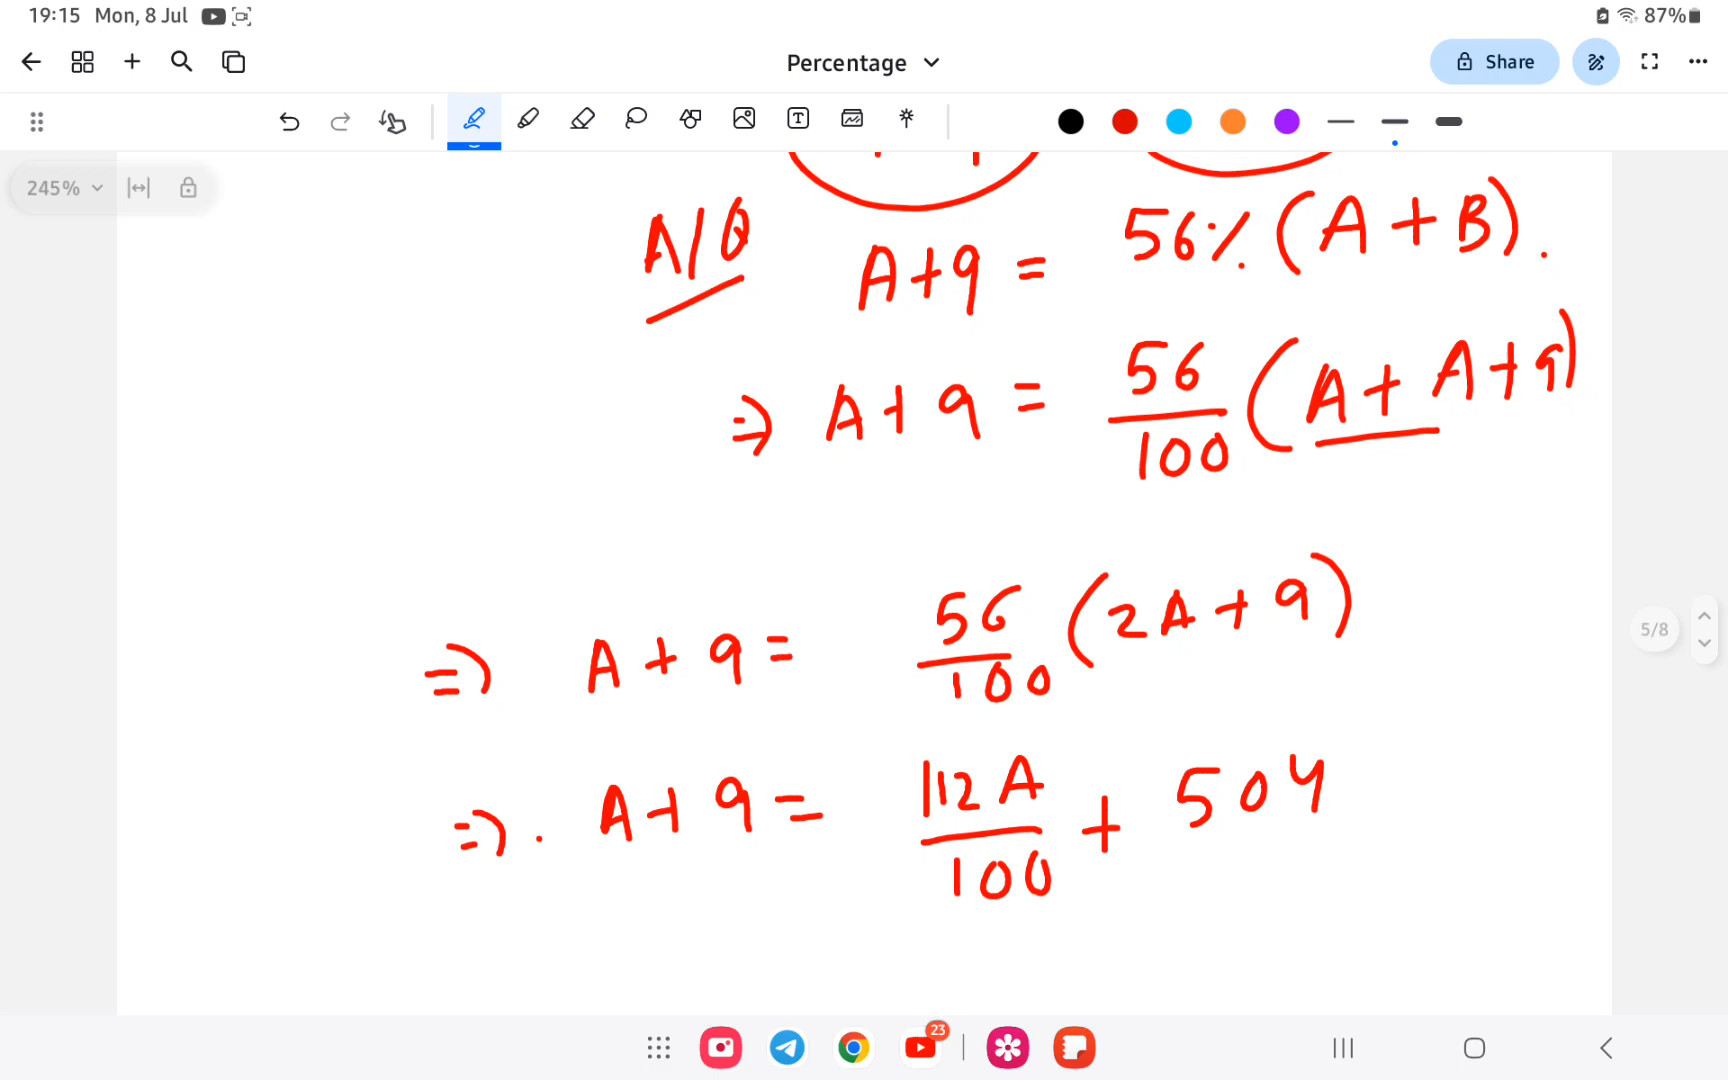 19:15 Mon, 8 Jul 87%
Percentage Share
245%
A/Q A+9 = 56% (A + B).
⇒ A + 9 = 56/100 (A + A + 9)
5/8
⇒ A + 9 = 56/100 (2A + 9)
⇒ . A + 9 = 112 A/100 + 504
23